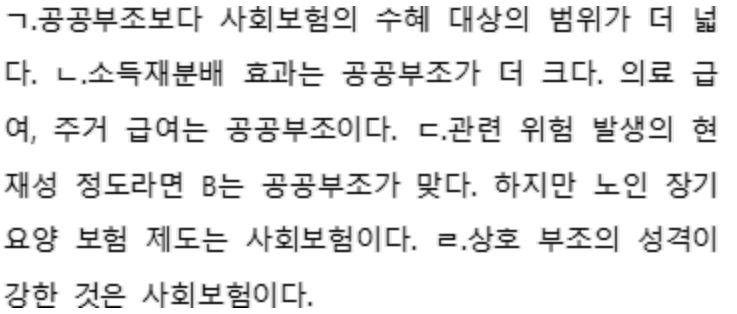 ㄱ.공공부조보다 사회보험의 수혜 대상의 범위가 더 넓
다. ㄴ.소득재분배 효과는 공공부조가 더 크다. 의료 급
여, 주거 급여는 공공부조이다. ㄷ.관련 위험 발생의 현
재성 정도라면 B는 공공부조가 맞다. 하지만 노인 장기
요양 보험 제도는 사회보험이다. ㄹ.상호 부조의 성격이
강한 것은 사회보험이다.